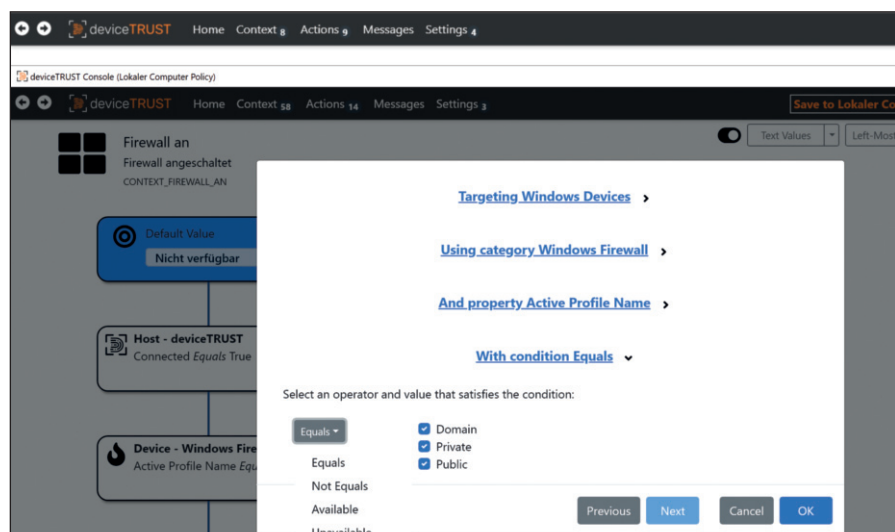 deviceTRUST Home Context 8 Actions 9 Messages Settings 4
deviceTRUST Console (Lokaler Computer Policy)
deviceTRUST Home Context 58 Actions 14 Messages Settings 3 Save to Lokaler Co
Firewall an
Firewall angeschaltet
CONTEXT_FIREWALL_AN
Text Values Left-Most
Targeting Windows Devices
Default Value
Nicht verfügbar
Using category Windows Firewall
And property Active Profile Name
Host - deviceTRUST
Connected Equals True
With condition Equals
Select an operator and value that satisfies the condition:
Equals
Domain
Private
Public
Device - Windows Fire
Active Profile Name Equ
Equals
Not Equals
Available
Unavailable
Previous Next Cancel OK